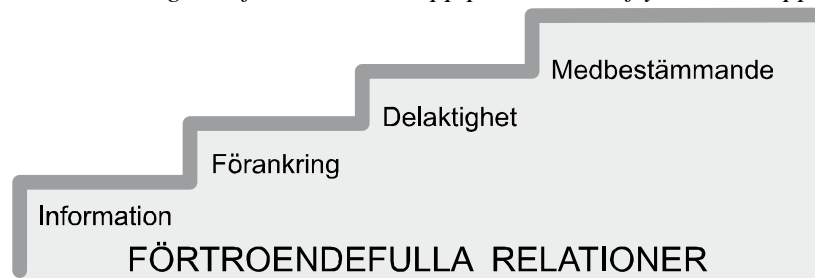 Medbestämmande
Delaktighet
Förankring
Information
FÖRTROENDEFULLA RELATIONER